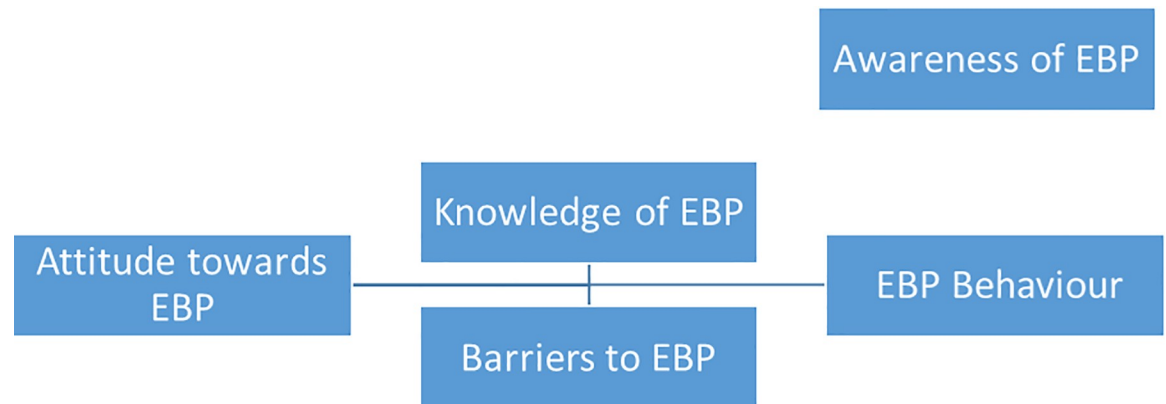 Awareness of EBP
Knowledge of EBP
Attitude towards
EBP
EBP Behaviour
Barriers to EBP